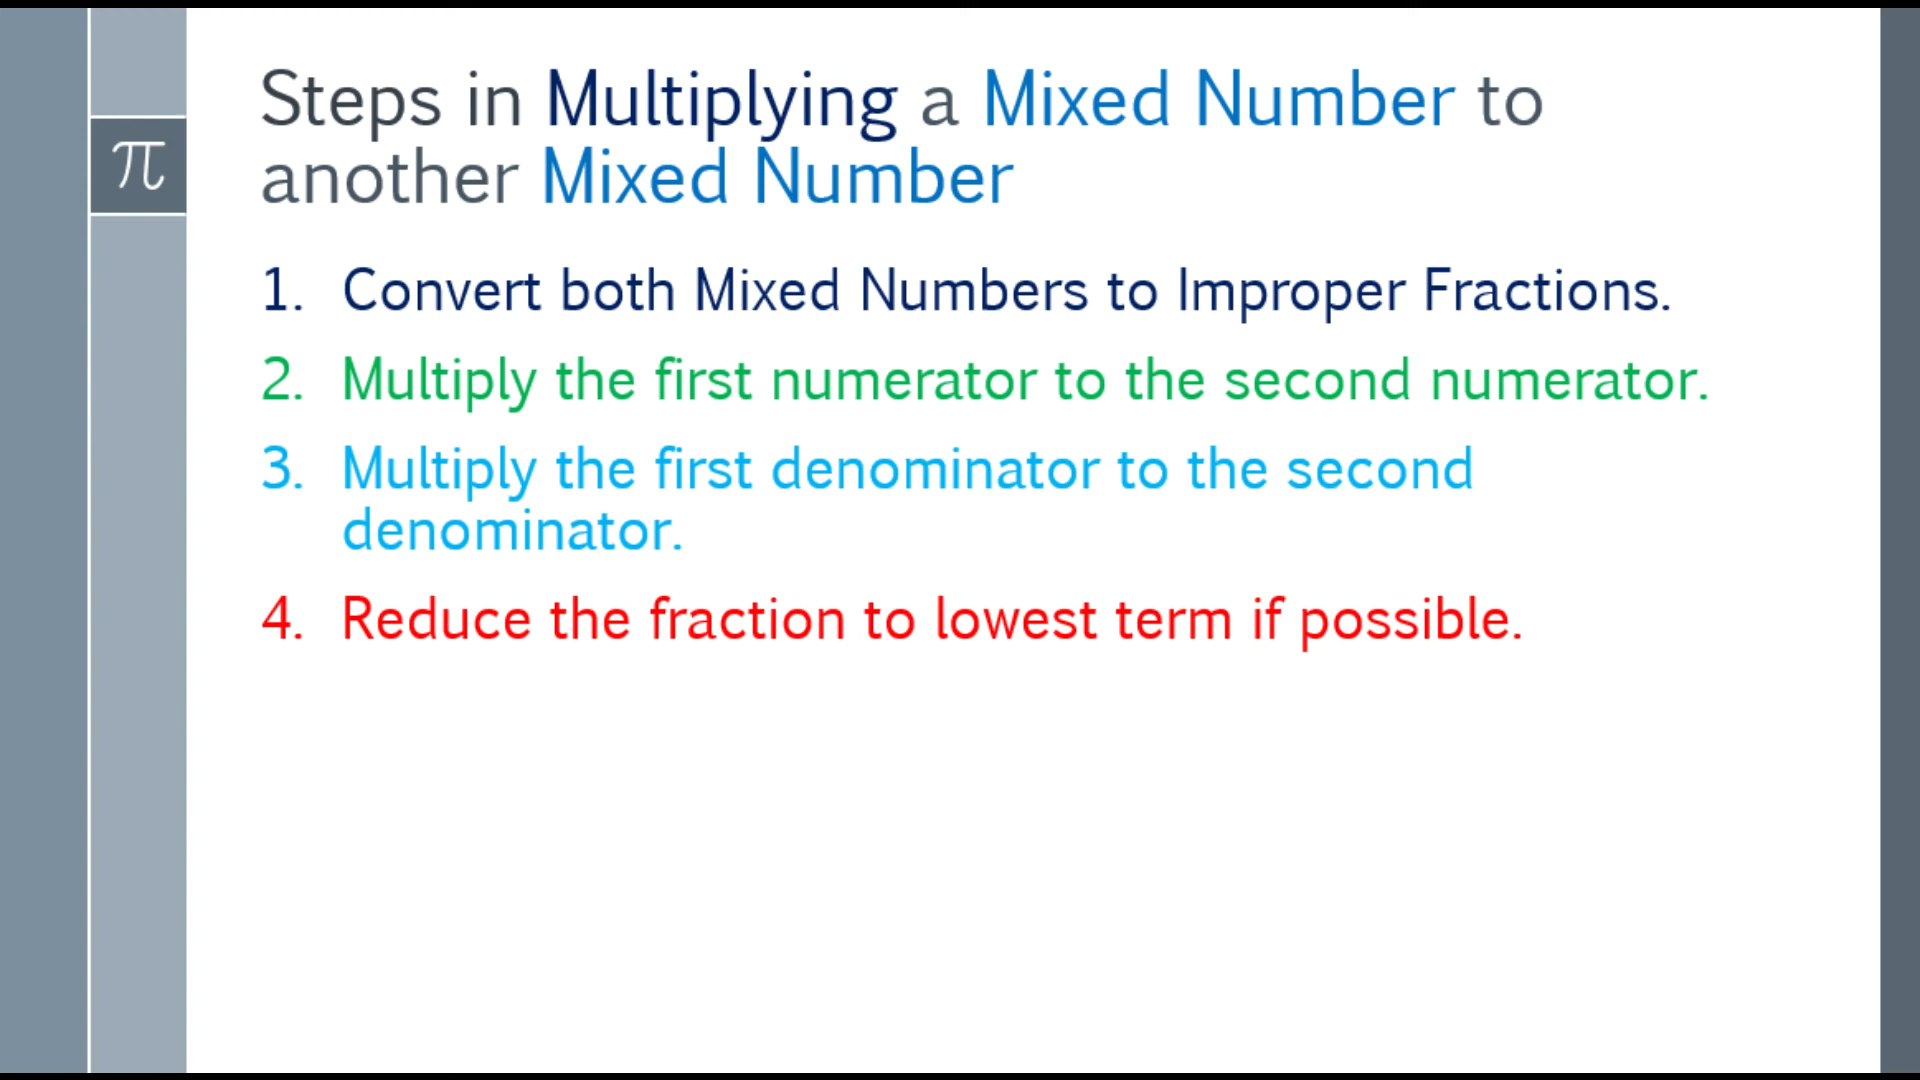 Steps in Multiplying a Mixed Number to
another Mixed Number
π
1. Convert both Mixed Numbers to Improper Fractions.
2. Multiply the first numerator to the second numerator.
3. Multiply the first denominator to the second
denominator.
4. Reduce the fraction to lowest term if possible.